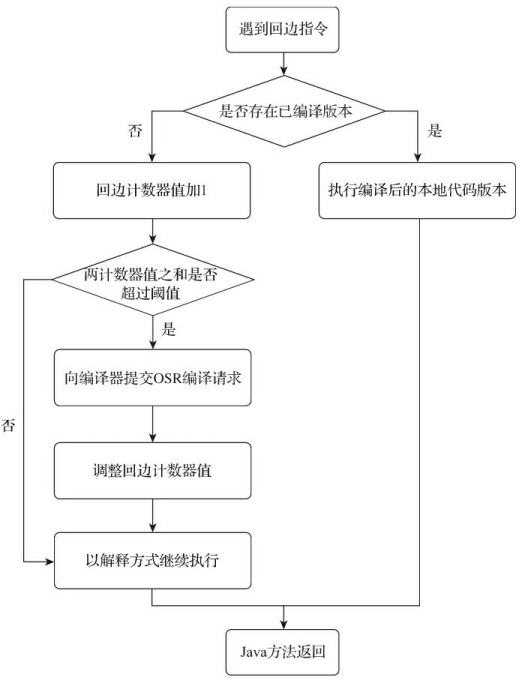 遇到回边指令
是否存在已编译版本
否
是
回边计数器值加1
执行编译后的本地代码版本
两计数器值之和是否
超过阈值
是
向编译器提交OSR编译请求
否
调整回边计数器值
以解释方式继续执行
Java方法返回